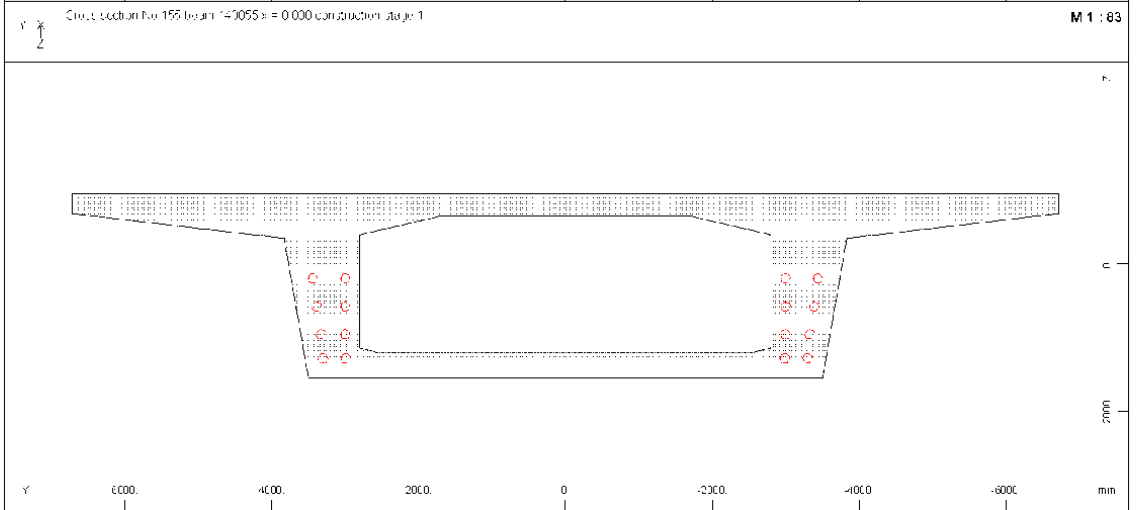 Cross section No 155 beam 140055 x = 0.000 construction stage 1
M 1 : 83
Y X
Z
0
2000.
Y 6000. 4000. 2000. 0. -2000. -4000. -6000. mm